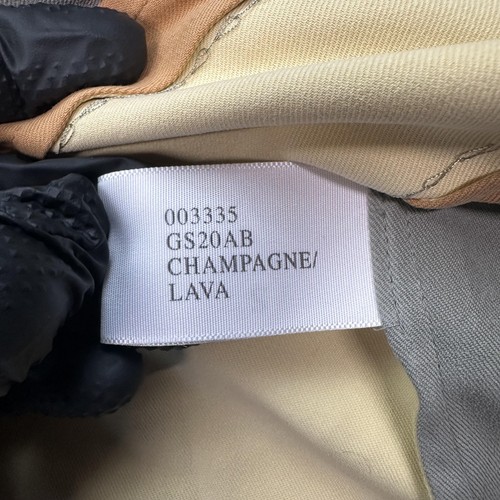 003335
GS20AB
CHAMPAGNE/
LAVA